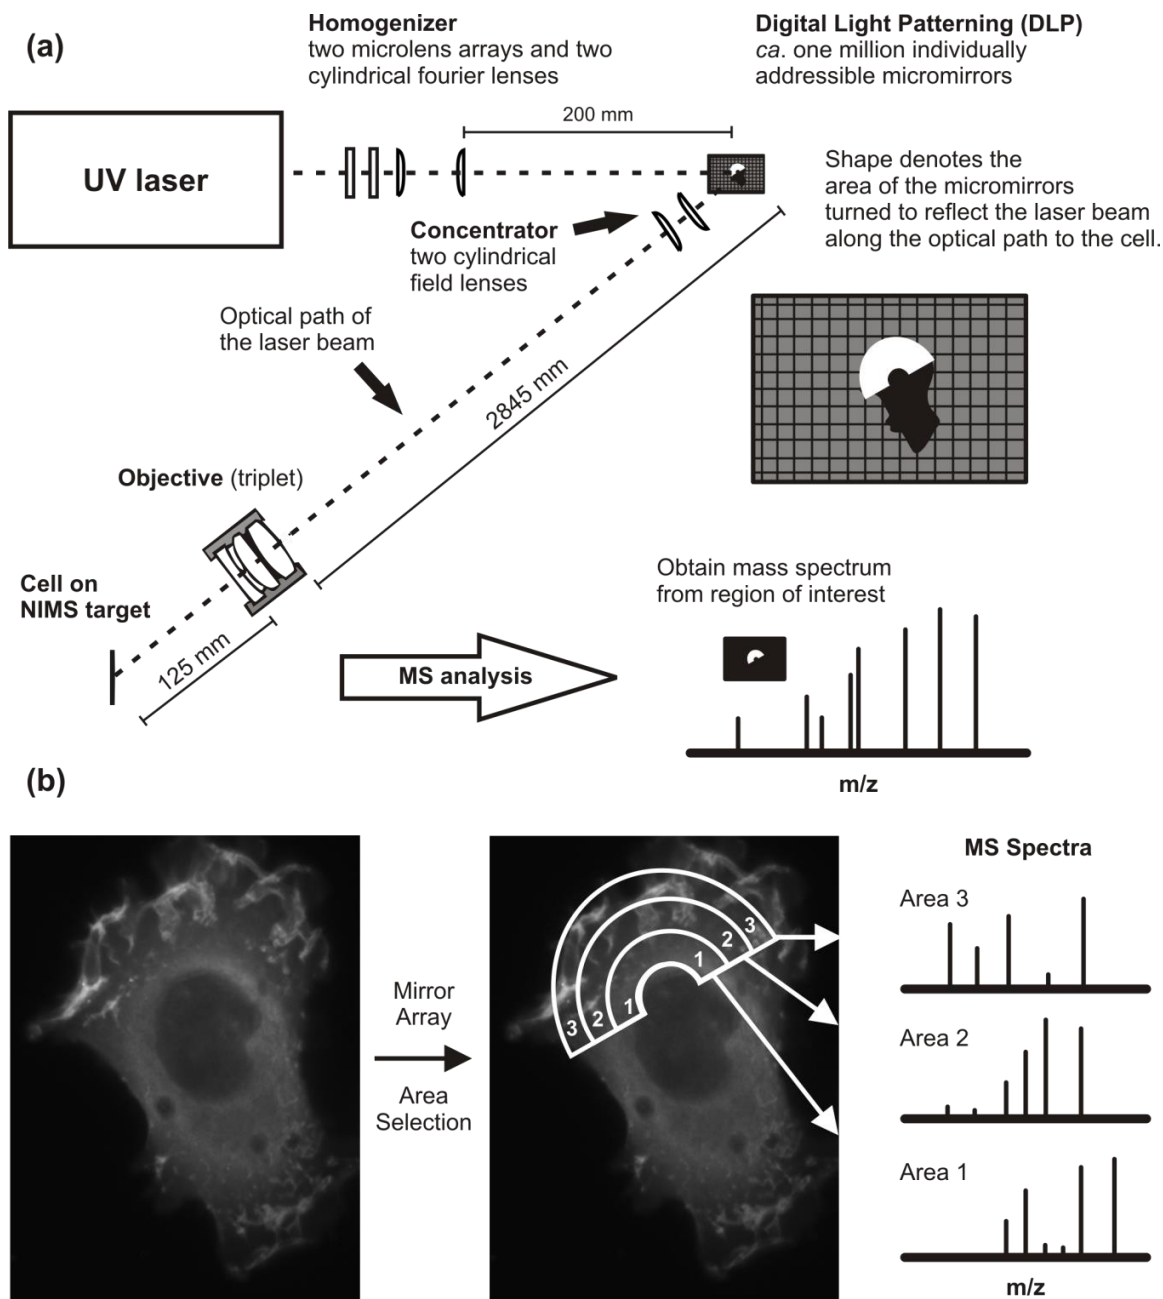 (a)
Homogenizer
two microlens arrays and two
cylindrical fourier lenses
Digital Light Patterning (DLP)
ca. one million individually
addressible micromirrors
200 mm
UV laser
Shape denotes the
area of the micromirrors
turned to reflect the laser beam
along the optical path to the cell.
Concentrator
two cylindrical
field lenses
Optical path of
the laser beam
2845 mm
Objective (triplet)
Cell on
NIMS target
125 mm
MS analysis
Obtain mass spectrum
from region of interest
m/z
(b)
Mirror
Array
Area
Selection
3
2
1
1
2
3
MS Spectra
Area 3
Area 2
Area 1
m/z